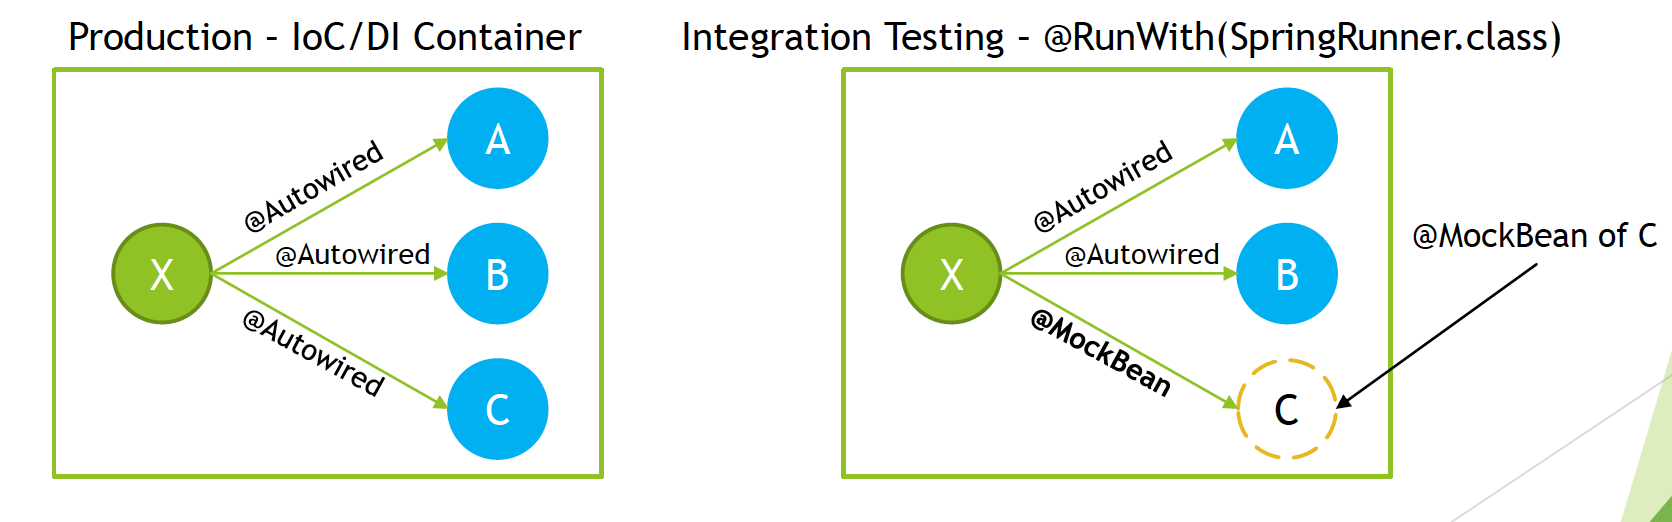 Production - IoC/DI Container
@Autowired
A
X
@Autowired
B
@Autowired
C
Integration Testing - @RunWith(SpringRunner.class)
@Autowired
A
X
@Autowired
B
@MockBean
C
@MockBean of C